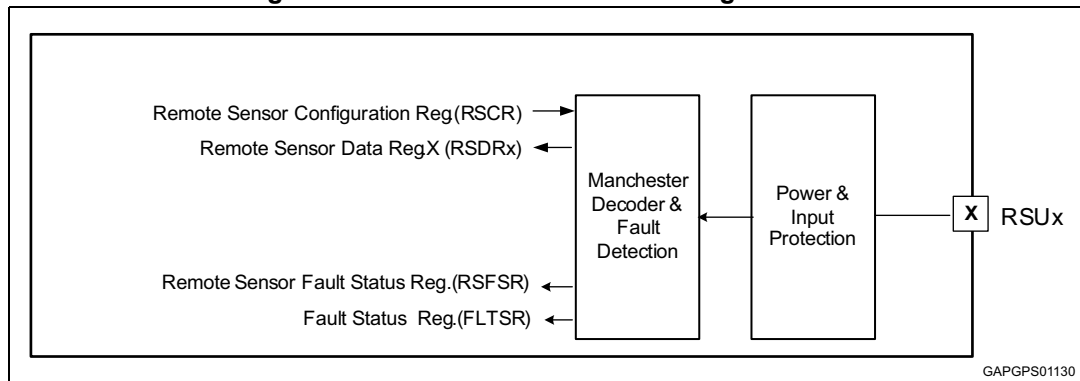 Remote Sensor Configuration Reg.(RSCR)
Remote Sensor Data Reg.X (RSDRx)
Manchester
Decoder &
Fault
Detection
Power &
Input
Protection
X RSUx
Remote Sensor Fault Status Reg.(RSFSR)
Fault Status Reg.(FLTSR)
GAPGPS01130